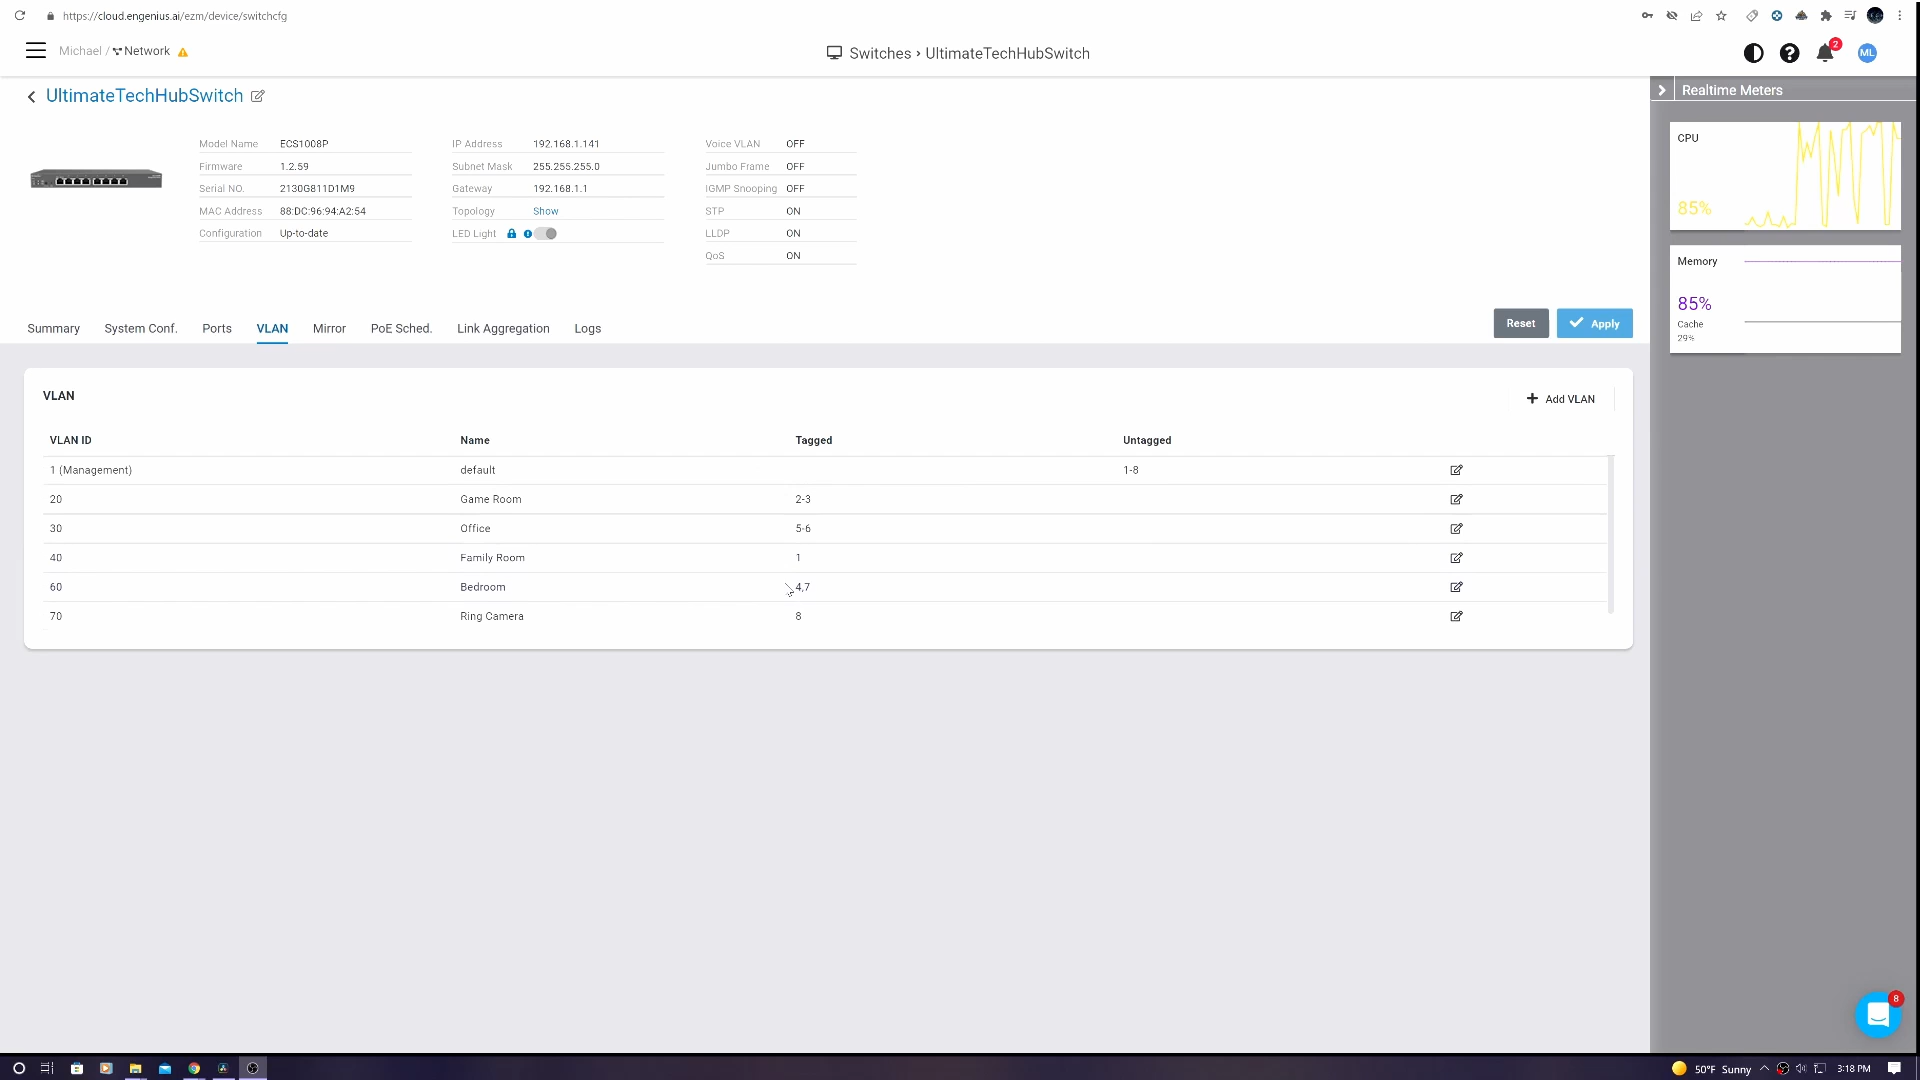 https://cloud.engenius.ai/ezm/device/switchcfg
Michael / Network
Switches › UltimateTechHubSwitch
2
ML
UltimateTechHubSwitch
Realtime Meters
Model Name ECS1008P
Firmware 1.2.59
Serial NO. 2130G811D1M9
MAC Address 88:DC:96:94:A2:54
Configuration Up-to-date
IP Address 192.168.1.141
Subnet Mask 255.255.255.0
Gateway 192.168.1.1
Topology Show
LED Light
Voice VLAN OFF
Jumbo Frame OFF
IGMP Snooping OFF
STP ON
LLDP ON
QoS ON
CPU
85%
Memory
85%
Cache
29%
Summary System Conf. Ports VLAN Mirror PoE Sched. Link Aggregation Logs
Reset Apply
VLAN
+ Add VLAN
VLAN ID Name Tagged Untagged
1 (Management) default 1-8
20 Game Room 2-3
30 Office 5-6
40 Family Room 1
60 Bedroom 4,7
70 Ring Camera 8
8
50°F Sunny 3:18 PM